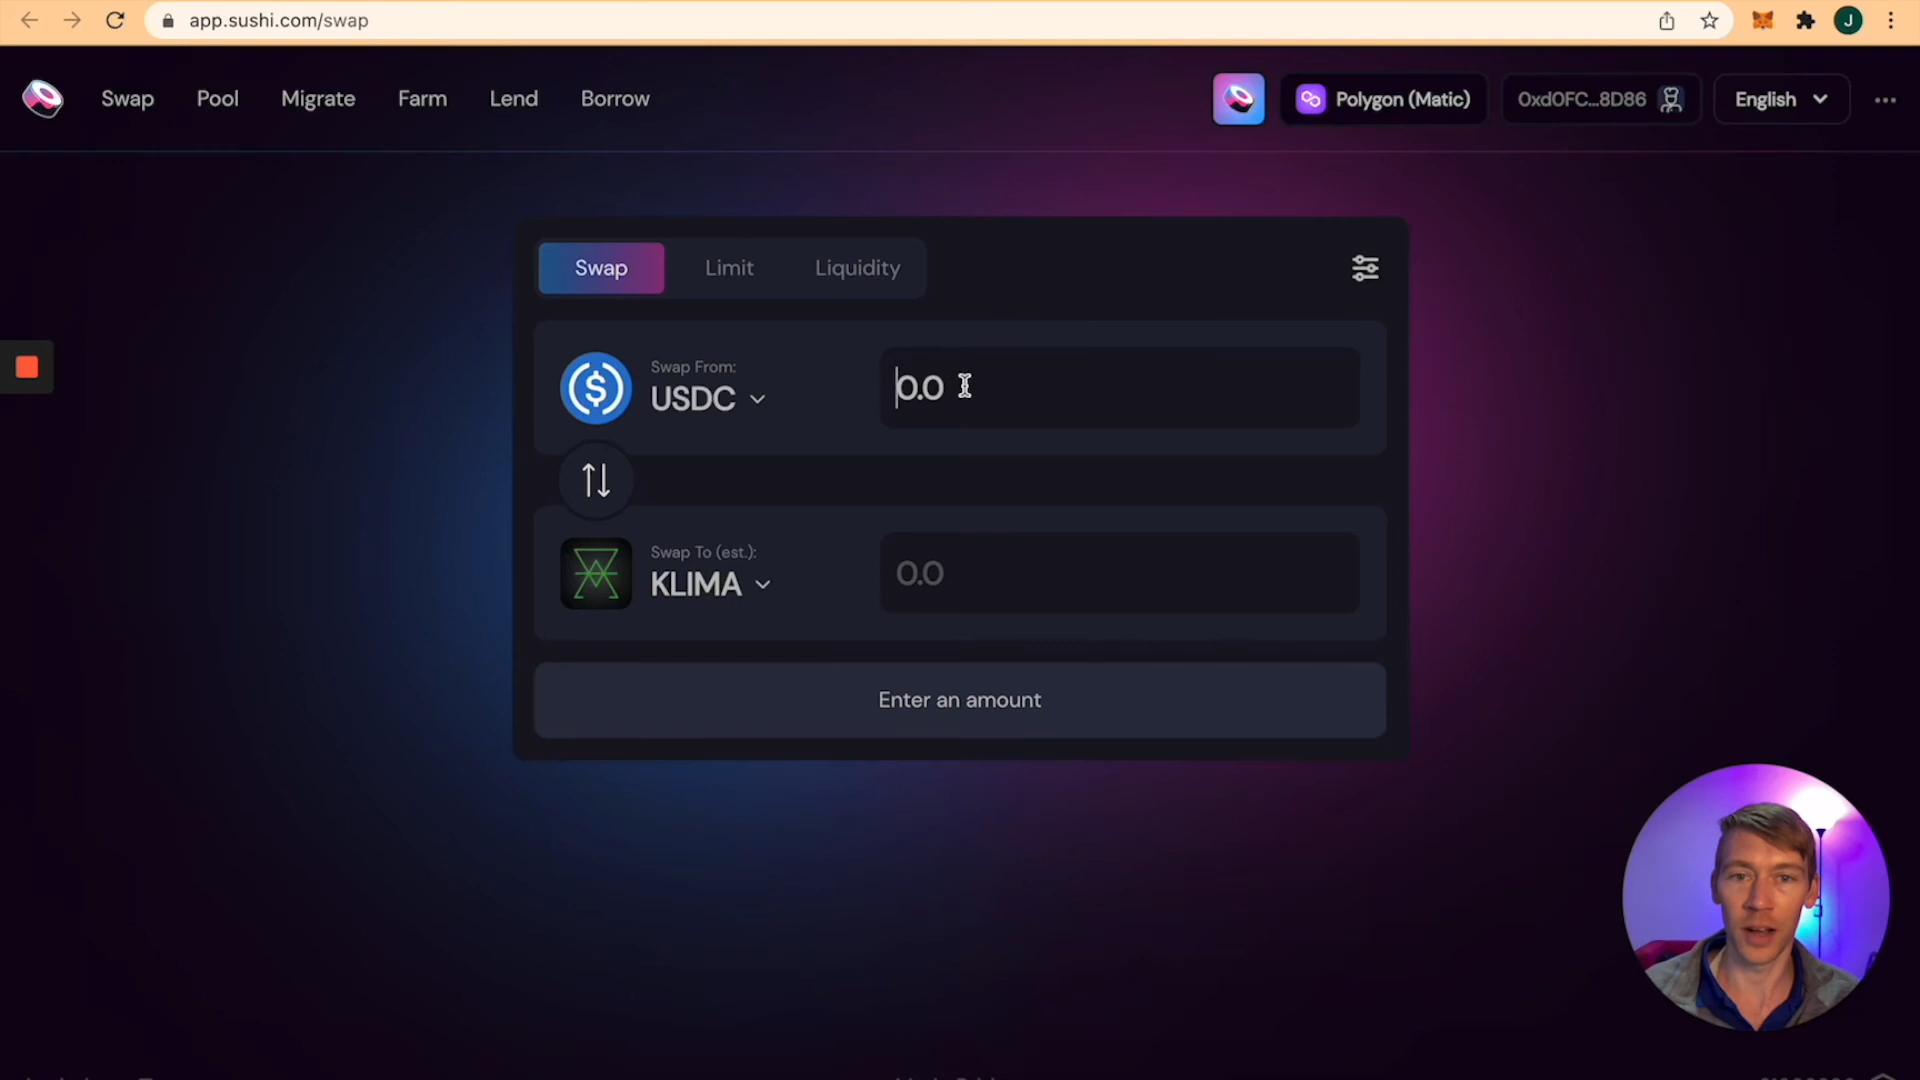 app.sushi.com/swap
J
Swap Pool Migrate Farm Lend Borrow
Polygon (Matic)
0xd0FC...8D86
English
Swap Limit Liquidity
Swap From:
USDC
0.0
Swap To (est.):
KLIMA
0.0
Enter an amount